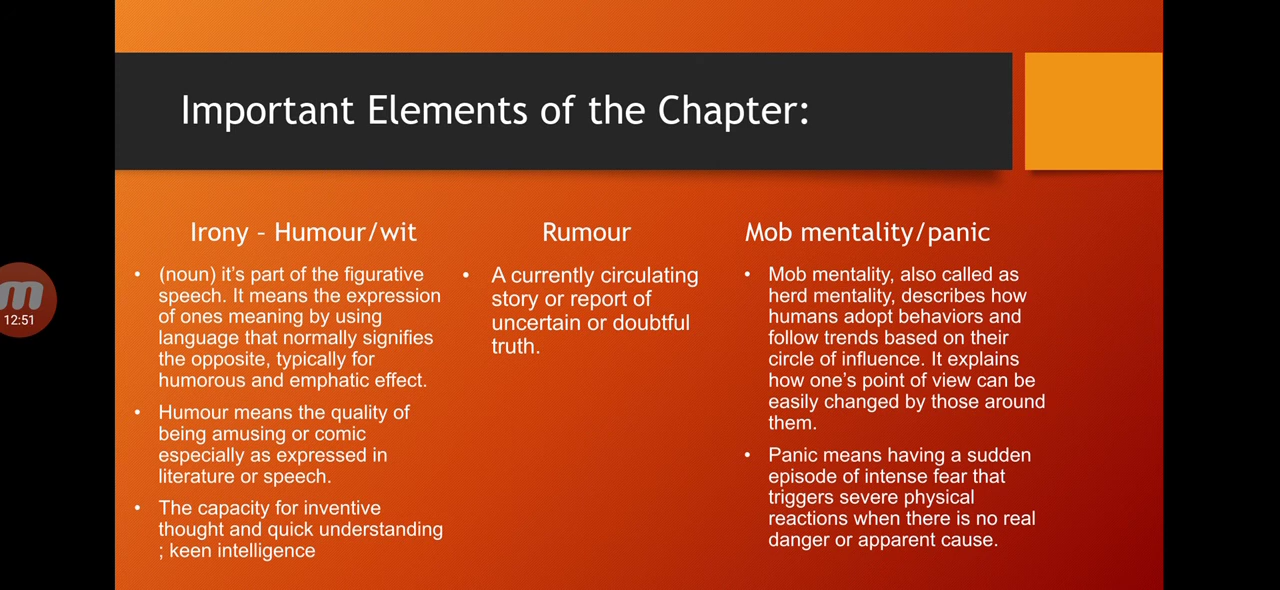 Important Elements of the Chapter:
Irony – Humour/wit
• (noun) it's part of the figurative
speech. It means the expression
of ones meaning by using
language that normally signifies
the opposite, typically for
humorous and emphatic effect.
• Humour means the quality of
being amusing or comic
especially as expressed in
literature or speech.
• The capacity for inventive
thought and quick understanding
; keen intelligence
Rumour
• A currently circulating
story or report of
uncertain or doubtful
truth.
Mob mentality/panic
• Mob mentality, also called as
herd mentality, describes how
humans adopt behaviors and
follow trends based on their
circle of influence. It explains
how one's point of view can be
easily changed by those around
them.
• Panic means having a sudden
episode of intense fear that
triggers severe physical
reactions when there is no real
danger or apparent cause.
m
12:51